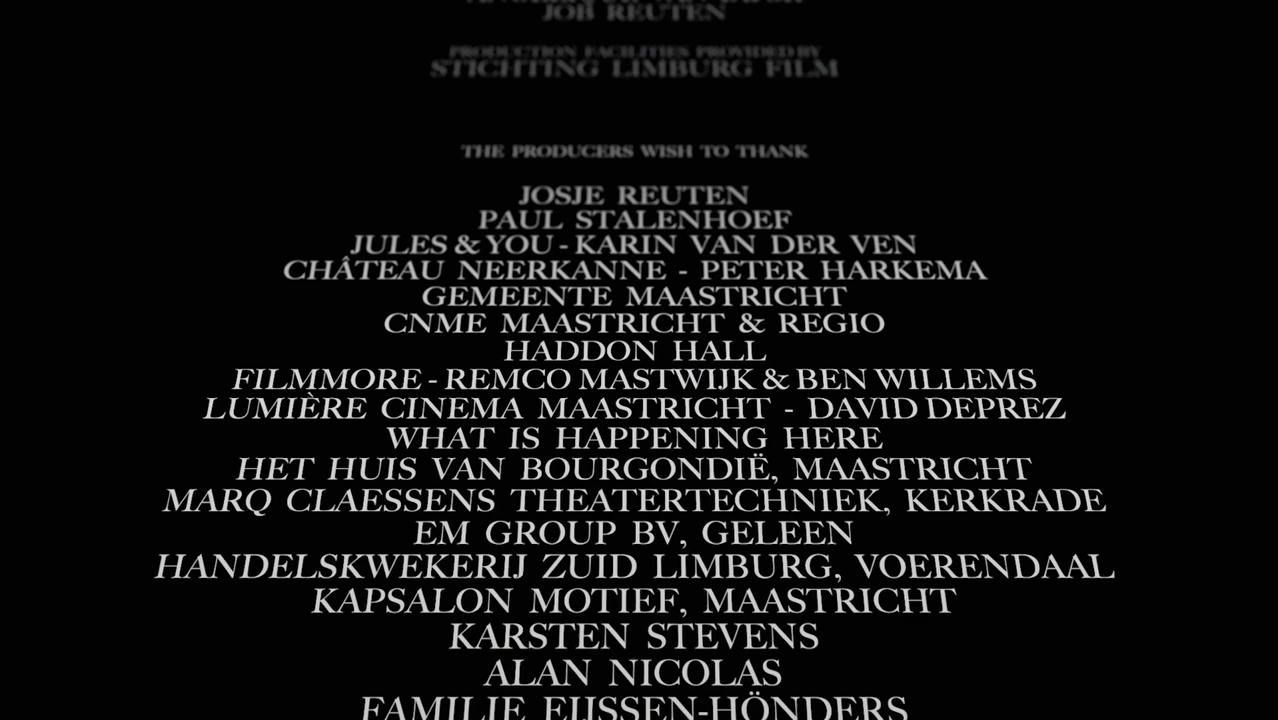 JOB REUTEN
PRODUCTION FACILITIES PROVIDED BY
STICHTING LIMBURG FILM
THE PRODUCERS WISH TO THANK
JOSJE REUTEN
PAUL STALENHOEF
JULES & YOU - KARIN VAN DER VEN
CHÂTEAU NEERKANNE - PETER HARKEMA
GEMEENTE MAASTRICHT
CNME MAASTRICHT & REGIO
HADDON HALL
FILMMORE - REMCO MASTWIJK & BEN WILLEMS
LUMIÈRE CINEMA MAASTRICHT - DAVID DEPREZ
WHAT IS HAPPENING HERE
HET HUIS VAN BOURGONDIË, MAASTRICHT
MARQ CLAESSENS THEATERTECHNIEK, KERKRADE
EM GROUP BV, GELEEN
HANDELSKWEKERIJ ZUID LIMBURG, VOERENDAAL
KAPSALON MOTIEF, MAASTRICHT
KARSTEN STEVENS
ALAN NICOLAS
FAMILIE EIJSSEN-HÖNDERS